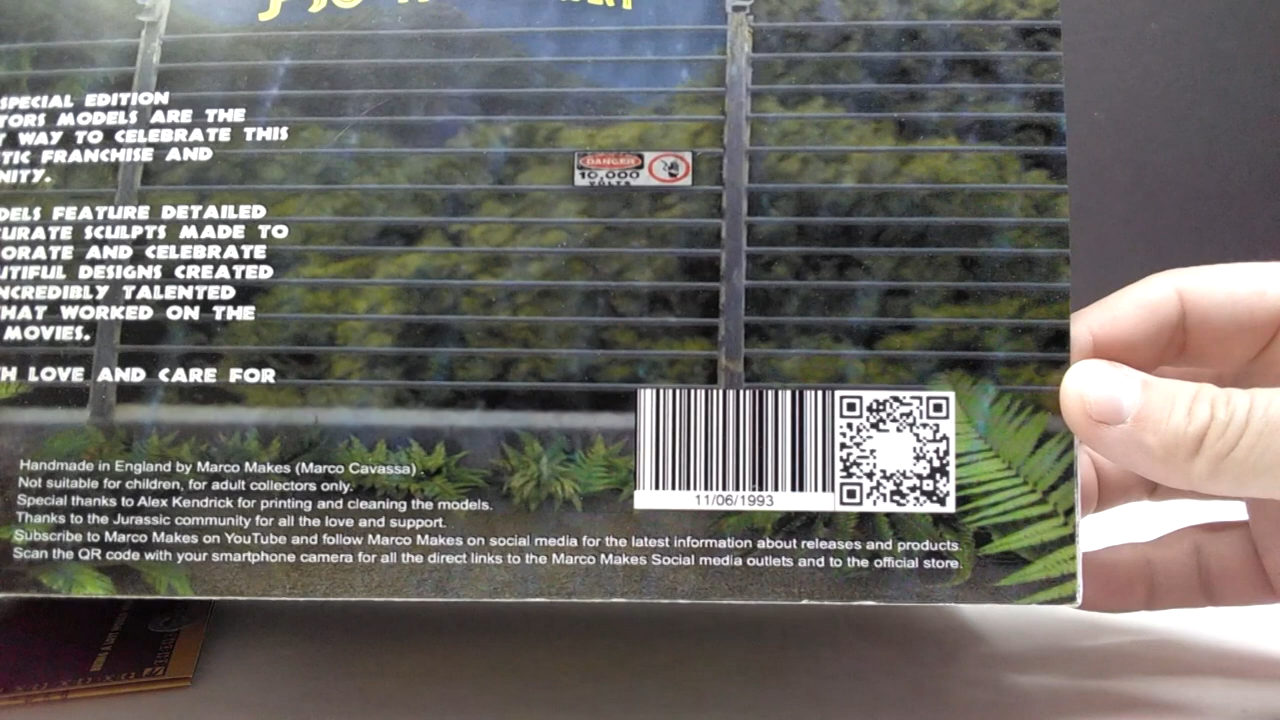 SPECIAL EDITION
TORS MODELS ARE THE
T WAY TO CELEBRATE THIS
TIC FRANCHISE AND
NITY.
DELS FEATURE DETAILED
CURATE SCULPTS MADE TO
ORATE AND CELEBRATE
UTIFUL DESIGNS CREATED
NCREDIBLY TALENTED
HAT WORKED ON THE
MOVIES.
H LOVE AND CARE FOR
DANGER
10,000
VOLTS
11/06/1993
Handmade in England by Marco Makes (Marco Cavassa) .
Not suitable for children, for adult collectors only.
Special thanks to Alex Kendrick for printing and cleaning the models.
Thanks to the Jurassic community for all the love and support.
Subscribe to Marco Makes on YouTube and follow Marco Makes on social media for the latest information about releases and products.
Scan the QR code with your smartphone camera for all the direct links to the Marco Makes Social media outlets and to the official store.